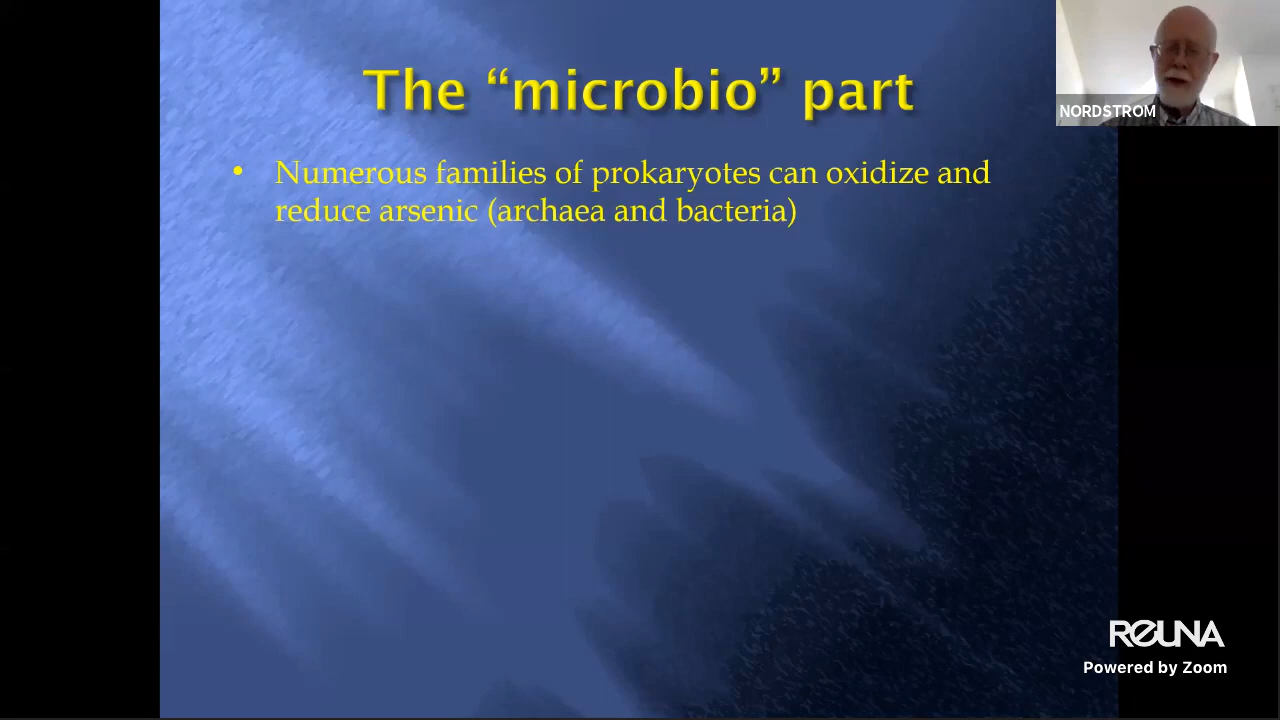 The “microbio” part
NORDSTROM
• Numerous families of prokaryotes can oxidize and
reduce arsenic (archaea and bacteria)
REUNA
Powered by Zoom